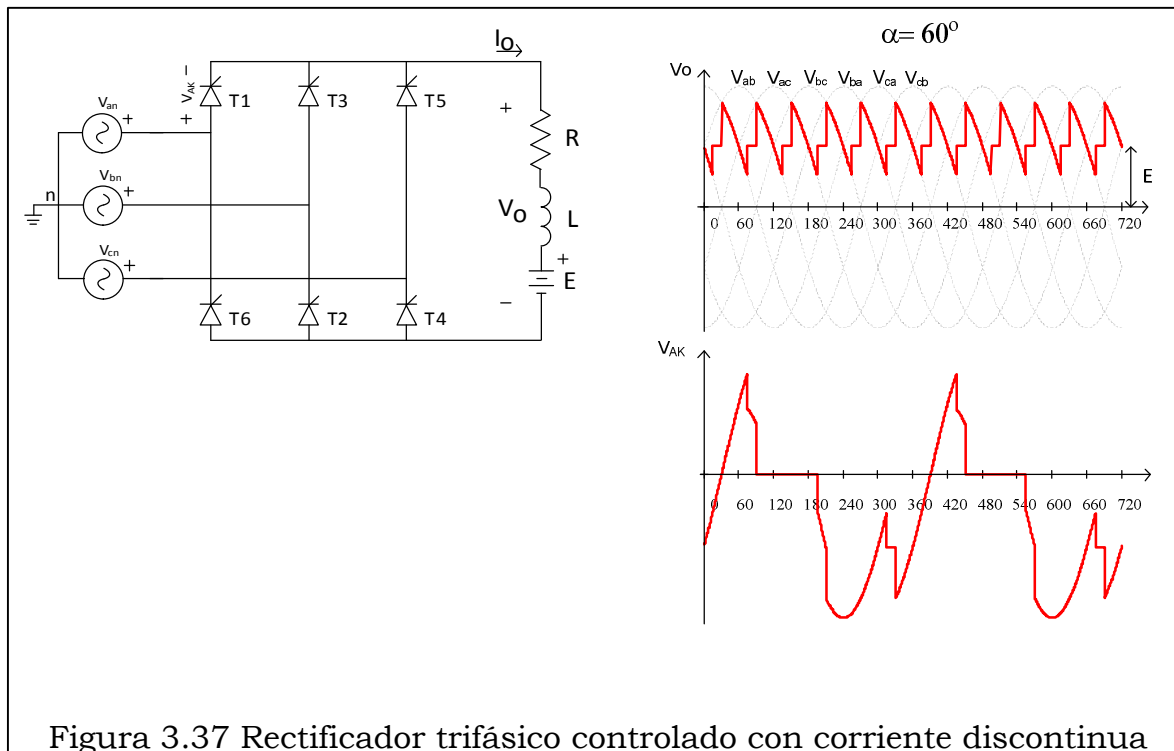 Io
V_AK
+
−
T1
T3
T5
Van
+
Vbn
+
n
Vcn
+
T6
T2
T4
+
R
Vo
L
+
E
−
α= 60º
Vo
Vab Vac Vbc Vba Vca Vcb
E
0 60 120 180 240 300 360 420 480 540 600 660 720
VAK
0 60 120 180 240 300 360 420 480 540 600 660 720
Figura 3.37 Rectificador trifásico controlado con corriente discontinua